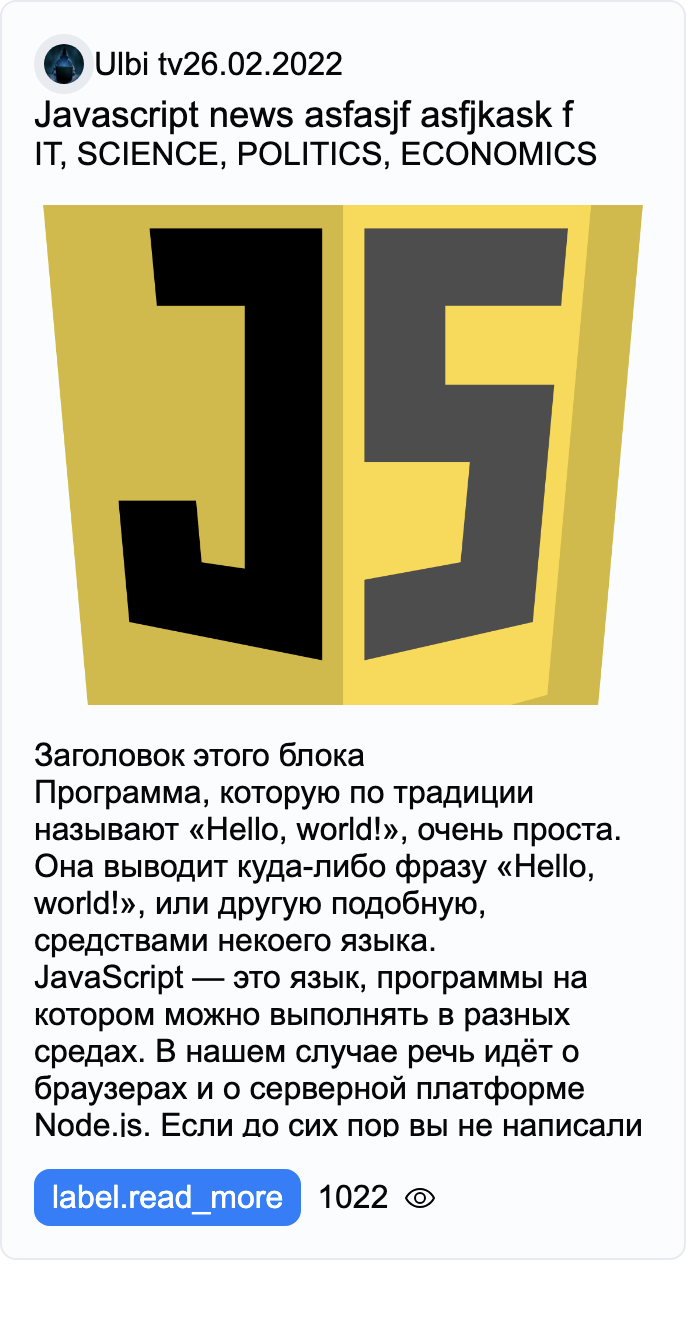 Ulbi tv26.02.2022
Javascript news asfasjf asfjkask f
IT, SCIENCE, POLITICS, ECONOMICS
JS
Заголовок этого блока
Программа, которую по традиции
называют «Hello, world!», очень проста.
Она выводит куда-либо фразу «Hello,
world!», или другую подобную,
средствами некоего языка.
JavaScript — это язык, программы на
котором можно выполнять в разных
средах. В нашем случае речь идёт о
браузерах и о серверной платформе
Node.js. Если до сих пор вы не написали
label.read_more 1022